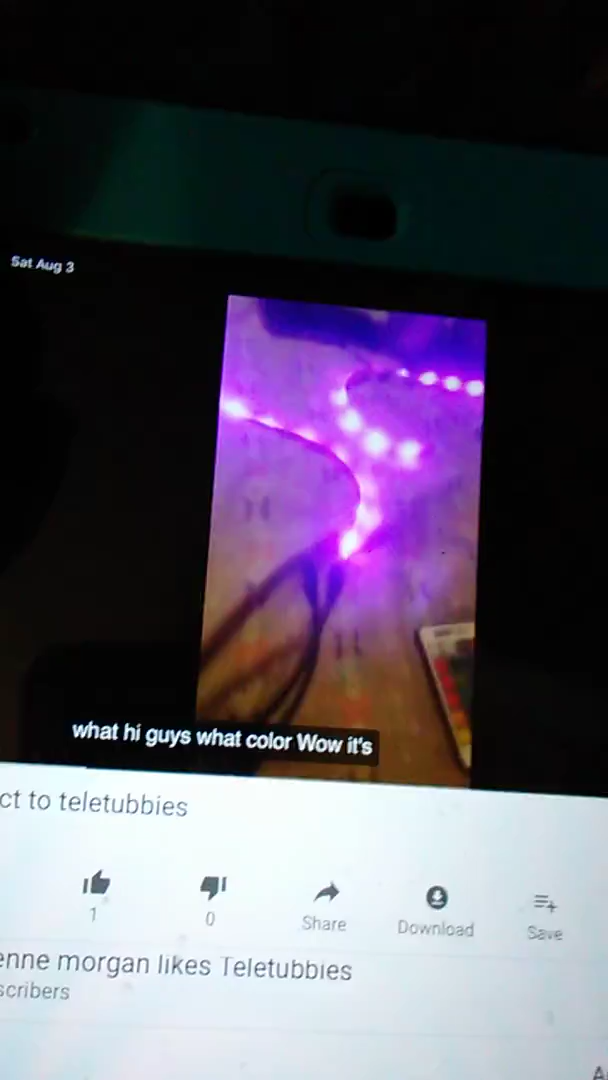 Sat Aug 3
what hi guys what color Wow it's
ct to teletubbies
1
0
Share
Download
Save
enne morgan likes Teletubbies
scribers